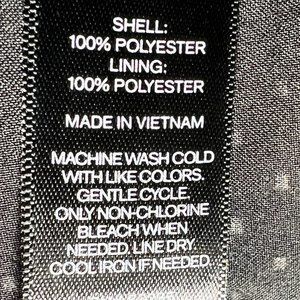 SHELL:
100% POLYESTER
LINING:
100% POLYESTER
MADE IN VIETNAM
MACHINE WASH COLD
WITH LIKE COLORS.
GENTLE CYCLE
ONLY NON-CHLORINE
BLEACH WHEN
NEEDED. LINE DRY.
COOL IRON IF NEEDED.